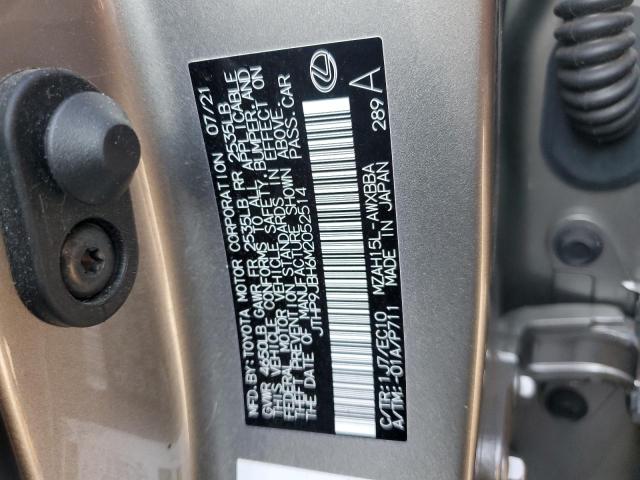 MFD.BY:TOYOTA MOTOR CORPORATION 07/21
GVWR 4650LB GAWR FR 2535LB RR 2535LB
THIS VEHICLE CONFORMS TO ALL APPLICABLE
FEDERAL MOTOR VEHICLE SAFETY, BUMPER, AND
THEFT PREVENTION STANDARDS IN EFFECT ON
THE DATE OF MANUFACTURE SHOWN ABOVE.
JTHP9JBH6M2052514 PASS.CAR
C/TR:1J7/EC10 MZAH15L-AWXBBA 289
A/TM:-01A/P711 MADE IN JAPAN A